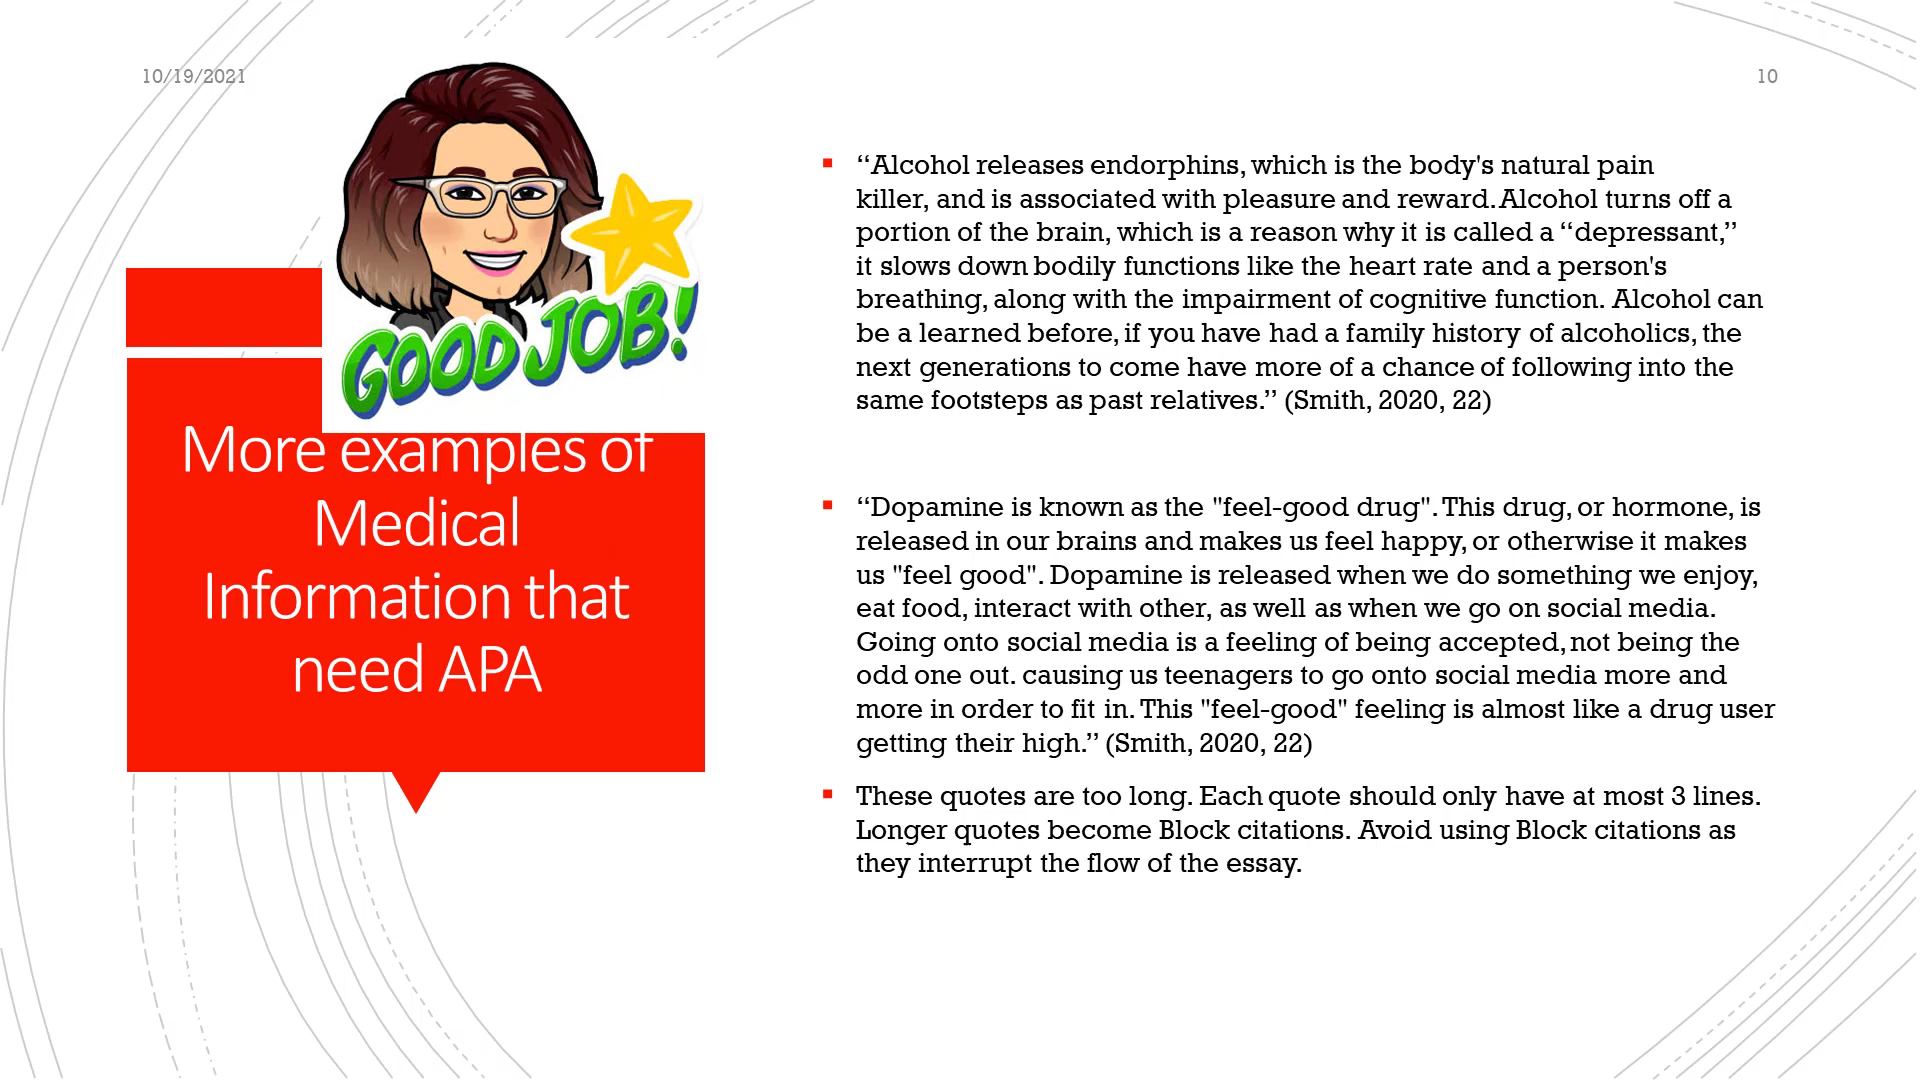 10/19/2021
10
GOOD JOB!
More examples of
Medical
Information that
need APA
“Alcohol releases endorphins, which is the body's natural pain
killer, and is associated with pleasure and reward. Alcohol turns off a
portion of the brain, which is a reason why it is called a “depressant,”
it slows down bodily functions like the heart rate and a person's
breathing, along with the impairment of cognitive function. Alcohol can
be a learned before, if you have had a family history of alcoholics, the
next generations to come have more of a chance of following into the
same footsteps as past relatives.” (Smith, 2020, 22)
“Dopamine is known as the "feel-good drug". This drug, or hormone, is
released in our brains and makes us feel happy, or otherwise it makes
us "feel good". Dopamine is released when we do something we enjoy,
eat food, interact with other, as well as when we go on social media.
Going onto social media is a feeling of being accepted, not being the
odd one out. causing us teenagers to go onto social media more and
more in order to fit in. This "feel-good" feeling is almost like a drug user
getting their high.” (Smith, 2020, 22)
These quotes are too long. Each quote should only have at most 3 lines.
Longer quotes become Block citations. Avoid using Block citations as
they interrupt the flow of the essay.